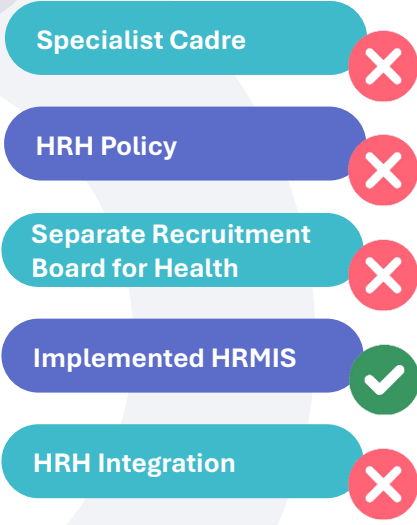 Specialist Cadre
HRH Policy
Separate Recruitment
Board for Health
Implemented HRMIS
HRH Integration